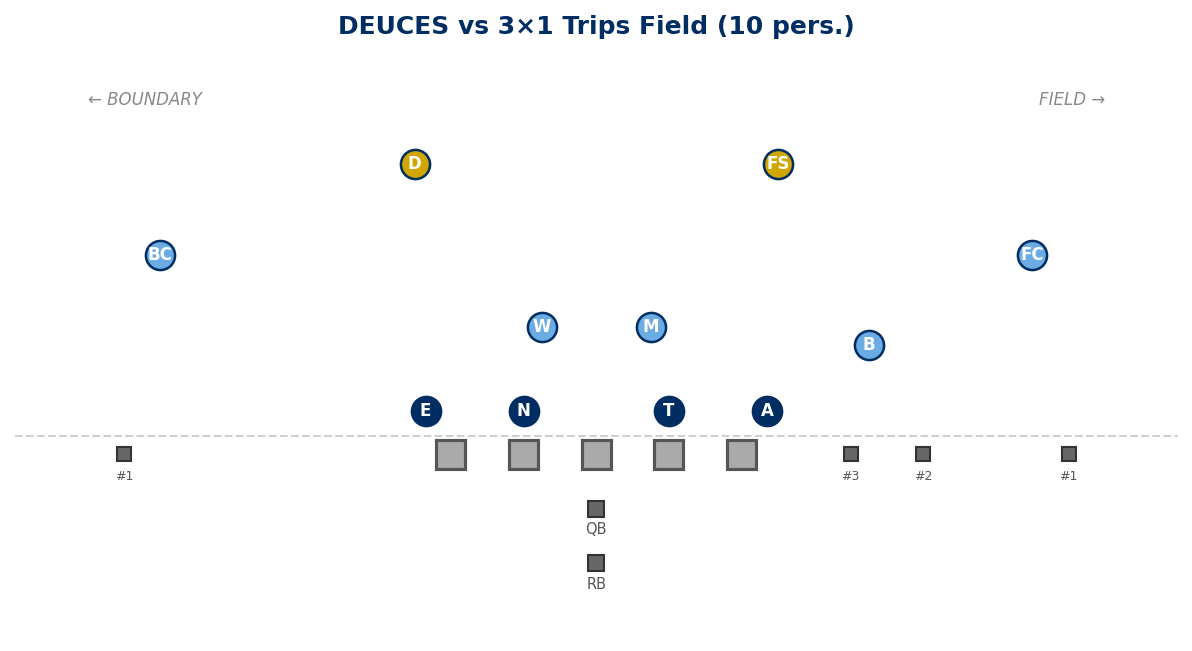 DEUCES vs 3×1 Trips Field (10 pers.)
← BOUNDARY
FIELD →
D
FS
BC
FC
W
M
B
E
N
T
A
#1
#3
#2
#1
QB
RB